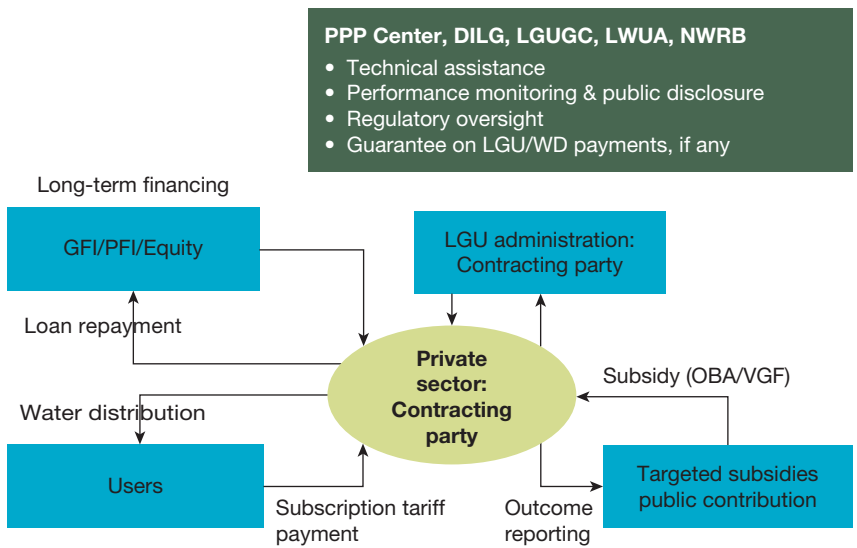 PPP Center, DILG, LGUGC, LWUA, NWRB
• Technical assistance
• Performance monitoring & public disclosure
• Regulatory oversight
• Guarantee on LGU/WD payments, if any
Long-term financing
GFI/PFI/Equity
LGU administration:
Contracting party
Loan repayment
Private
sector:
Contracting
party
Subsidy (OBA/VGF)
Water distribution
Users
Subscription tariff
payment
Outcome
reporting
Targeted subsidies
public contribution